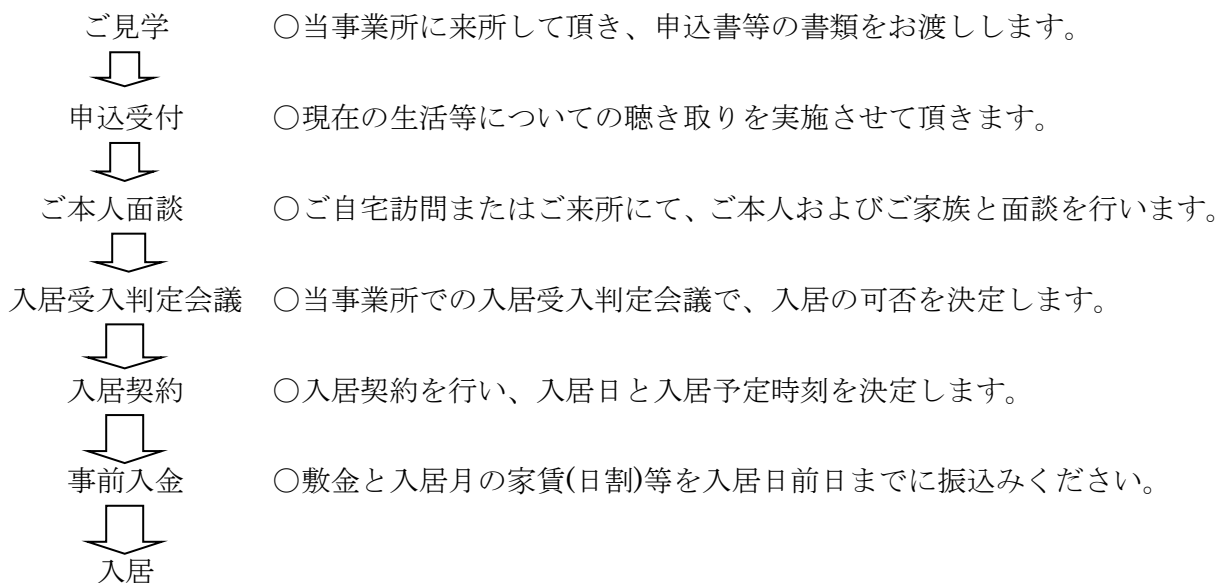 ご見学 ○当事業所に来所して頂き、申込書等の書類をお渡しします。
申込受付 ○現在の生活等についての聴き取りを実施させて頂きます。
ご本人面談 ○ご自宅訪問またはご来所にて、ご本人およびご家族と面談を行います。
入居受入判定会議 ○当事業所での入居受入判定会議で、入居の可否を決定します。
入居契約 ○入居契約を行い、入居日と入居予定時刻を決定します。
事前入金 ○敷金と入居月の家賃(日割)等を入居日前日までに振込みください。
入居